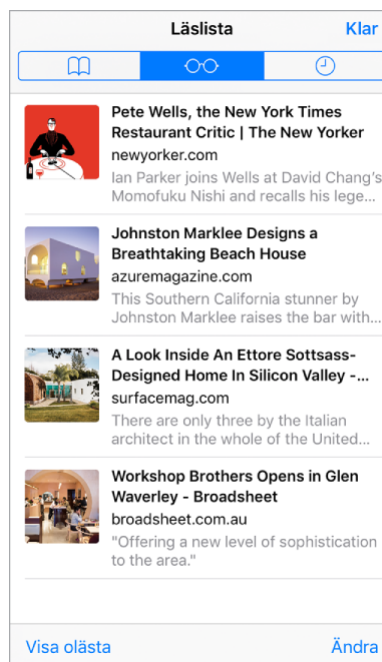 Läslista
Klar
Pete Wells, the New York Times
Restaurant Critic | The New Yorker
newyorker.com
Ian Parker joins Wells at David Chang's
Momofuku Nishi and recalls his lege...
Johnston Marklee Designs a
Breathtaking Beach House
azuremagazine.com
This Southern California stunner by
Johnston Marklee raises the bar with...
A Look Inside An Ettore Sottsass-
Designed Home In Silicon Valley -...
surfacemag.com
There are only three by the Italian
architect in the whole of the United...
Workshop Brothers Opens in Glen
Waverley - Broadsheet
broadsheet.com.au
"Offering a new level of sophistication
to the area."
Visa olästa
Ändra